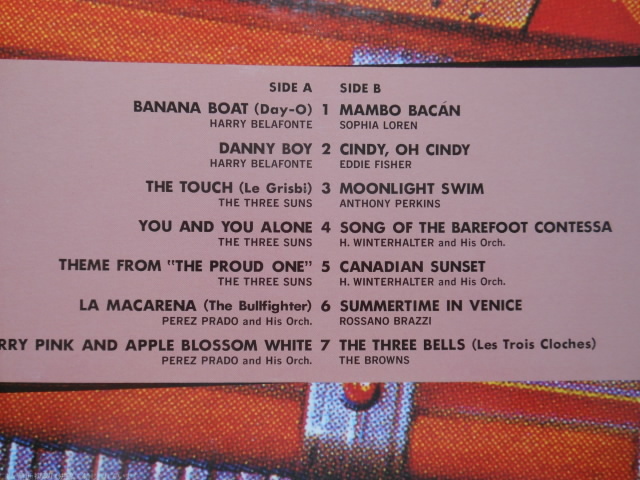 SIDE A SIDE B
BANANA BOAT (Day-O) 1 MAMBO BACÁN
HARRY BELAFONTE SOPHIA LOREN
DANNY BOY 2 CINDY, OH CINDY
HARRY BELAFONTE EDDIE FISHER
THE TOUCH (Le Grisbi) 3 MOONLIGHT SWIM
THE THREE SUNS ANTHONY PERKINS
YOU AND YOU ALONE 4 SONG OF THE BAREFOOT CONTESSA
THE THREE SUNS H. WINTERHALTER and His Orch.
THEME FROM "THE PROUD ONE" 5 CANADIAN SUNSET
THE THREE SUNS H. WINTERHALTER and His Orch.
LA MACARENA (The Bullfighter) 6 SUMMERTIME IN VENICE
PEREZ PRADO and His Orch. ROSSANO BRAZZI
RRY PINK AND APPLE BLOSSOM WHITE 7 THE THREE BELLS (Les Trois Cloches)
PEREZ PRADO and His Orch. THE BROWNS